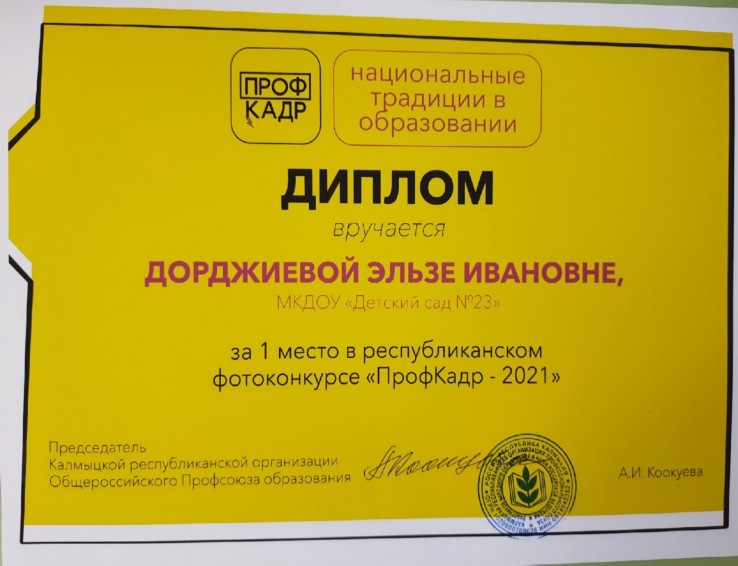 ПРОФ
КАДР
национальные
традиции в
образовании
ДИПЛОМ
вручается
ДОРДЖИЕВОЙ ЭЛЬЗЕ ИВАНОВНЕ,
МКДОУ «Детский сад №23»
за 1 место в республиканском
фотоконкурсе «ПрофКадр - 2021»
Председатель
Калмыцкой республиканской организации
Общероссийского Профсоюза образования
А.И. Коокуева